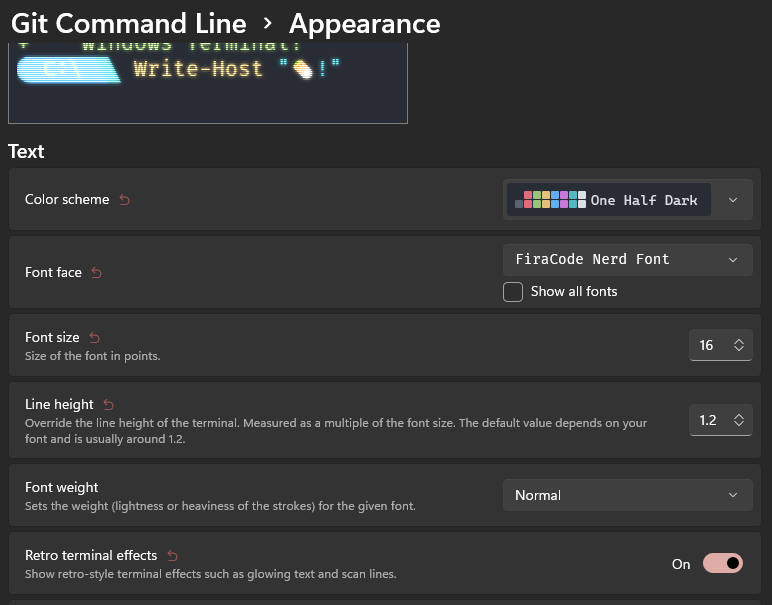 Git Command Line › Appearance
+ Windows Terminal!
C:\ Write-Host "💊!"
Text
Color scheme
One Half Dark
Font face
FiraCode Nerd Font
Show all fonts
Font size
Size of the font in points.
16
Line height
Override the line height of the terminal. Measured as a multiple of the font size. The default value depends on your
font and is usually around 1.2.
1.2
Font weight
Sets the weight (lightness or heaviness of the strokes) for the given font.
Normal
Retro terminal effects
Show retro-style terminal effects such as glowing text and scan lines.
On